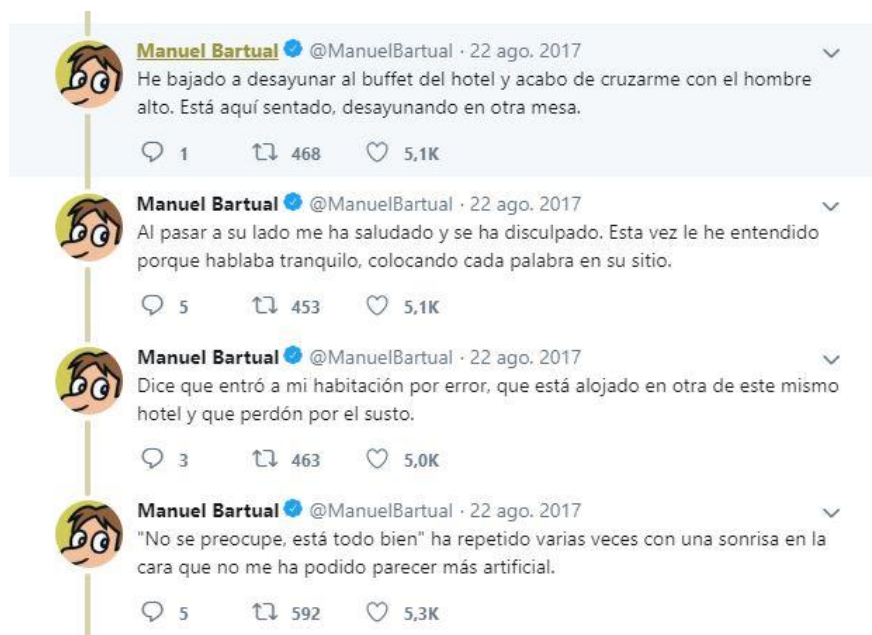 Manuel Bartual @ManuelBartual · 22 ago. 2017
He bajado a desayunar al buffet del hotel y acabo de cruzarme con el hombre
alto. Está aquí sentado, desayunando en otra mesa.
1 468 5,1K
Manuel Bartual @ManuelBartual · 22 ago. 2017
Al pasar a su lado me ha saludado y se ha disculpado. Esta vez le he entendido
porque hablaba tranquilo, colocando cada palabra en su sitio.
5 453 5,1K
Manuel Bartual @ManuelBartual · 22 ago. 2017
Dice que entró a mi habitación por error, que está alojado en otra de este mismo
hotel y que perdón por el susto.
3 463 5,0K
Manuel Bartual @ManuelBartual · 22 ago. 2017
"No se preocupe, está todo bien" ha repetido varias veces con una sonrisa en la
cara que no me ha podido parecer más artificial.
5 592 5,3K